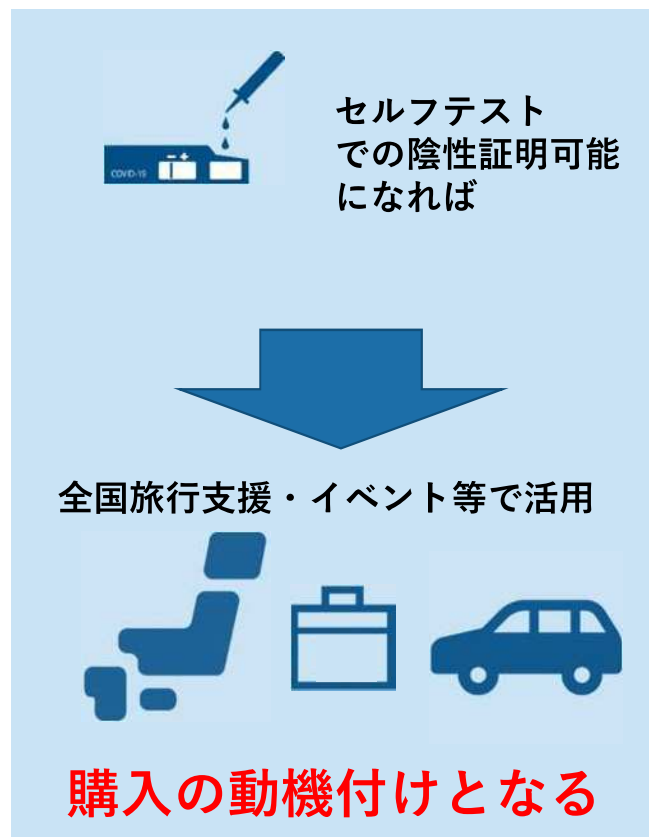 セルフテスト
での陰性証明可能
になれば
COVID-19
全国旅行支援・イベント等で活用
購入の動機付けとなる